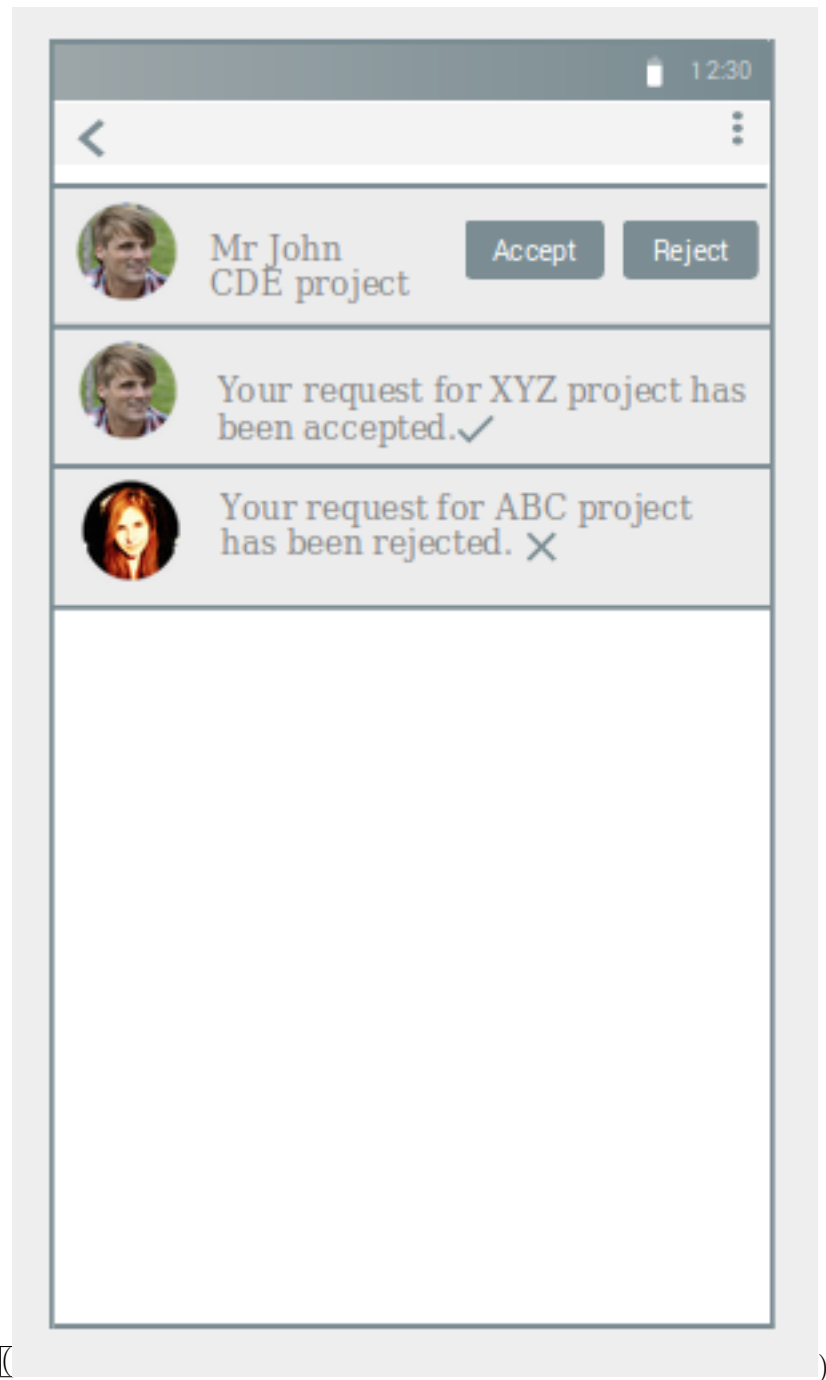 12:30
Mr John
CDE project
Accept
Reject
Your request for XYZ project has
been accepted.
Your request for ABC project
has been rejected.
(
)